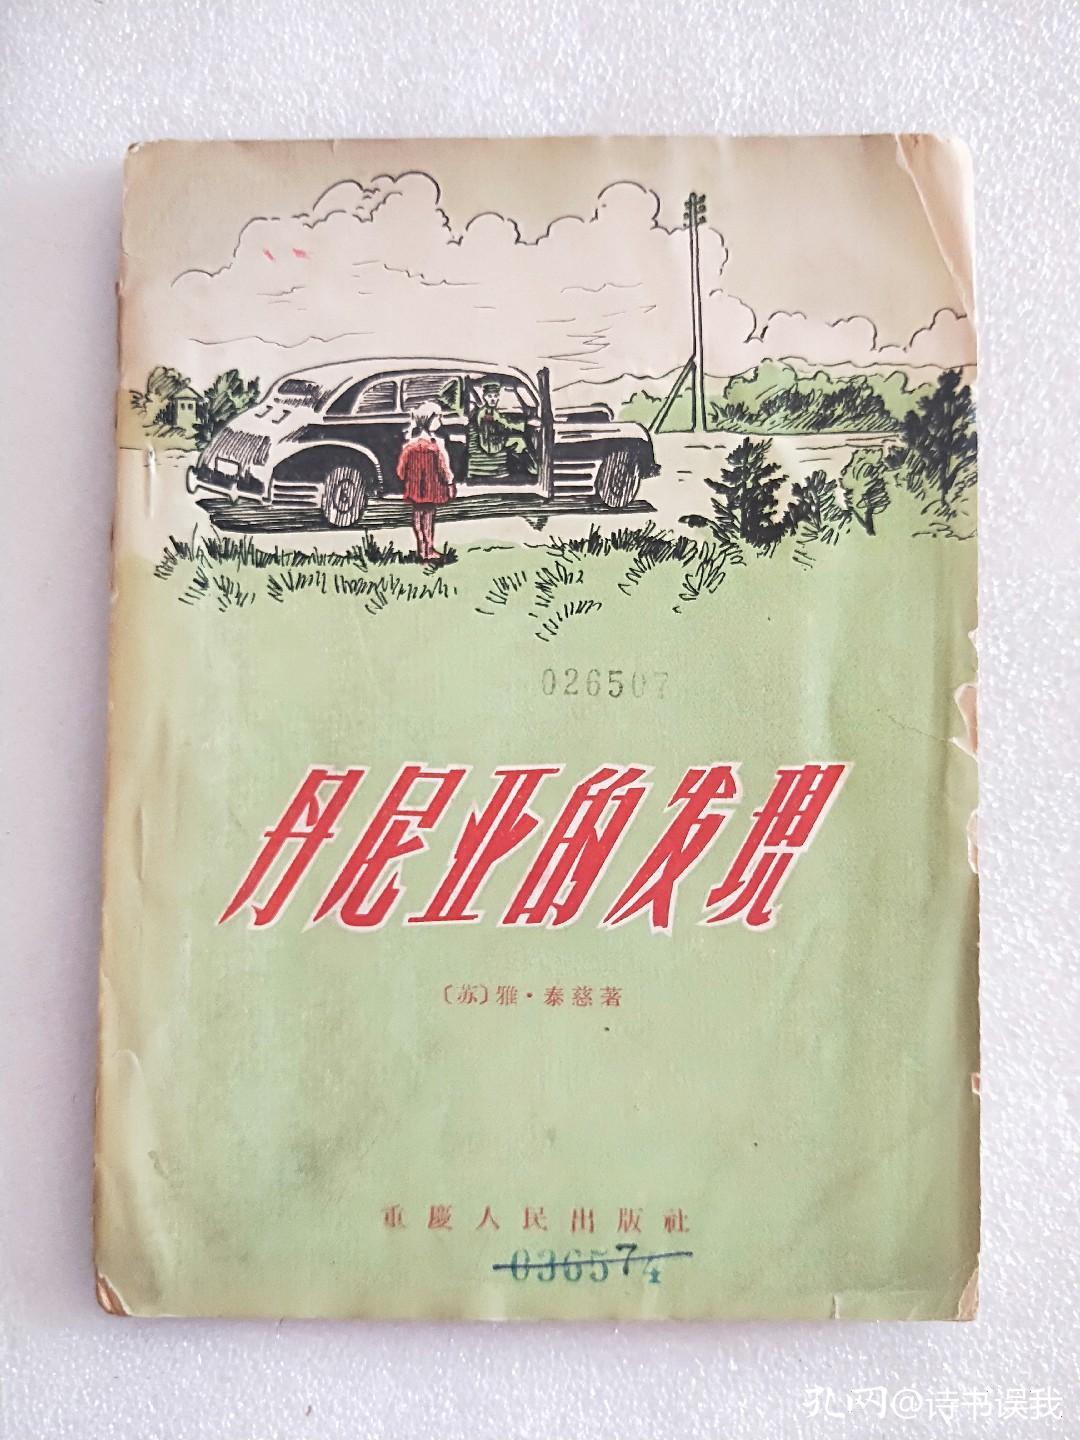 026507
丹尼亚的发现
〔苏〕雅·泰慈著
重慶人民出版社
036574
孔网@诗书误我